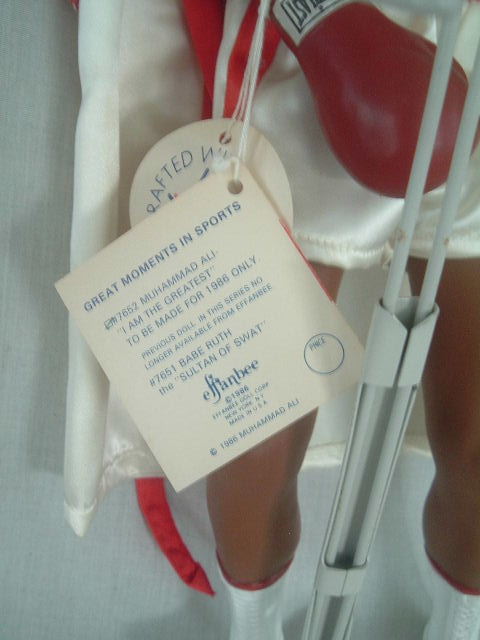 RAFTED W
GREAT MOMENTS IN SPORTS
#7652 MUHAMMAD ALI-
"I AM THE GREATEST"
TO BE MADE FOR 1986 ONLY.
PREVIOUS DOLL IN THIS SERIES NO
LONGER AVAILABLE FROM EFFANBEE.
#7651 BABE RUTH
the "SULTAN OF SWAT"
PRICE
effanbee
©1986
EFFANBEE DOLL CORP.
NEW YORK, N.Y.
MADE IN U.S.A.
© 1986 MUHAMMAD ALI